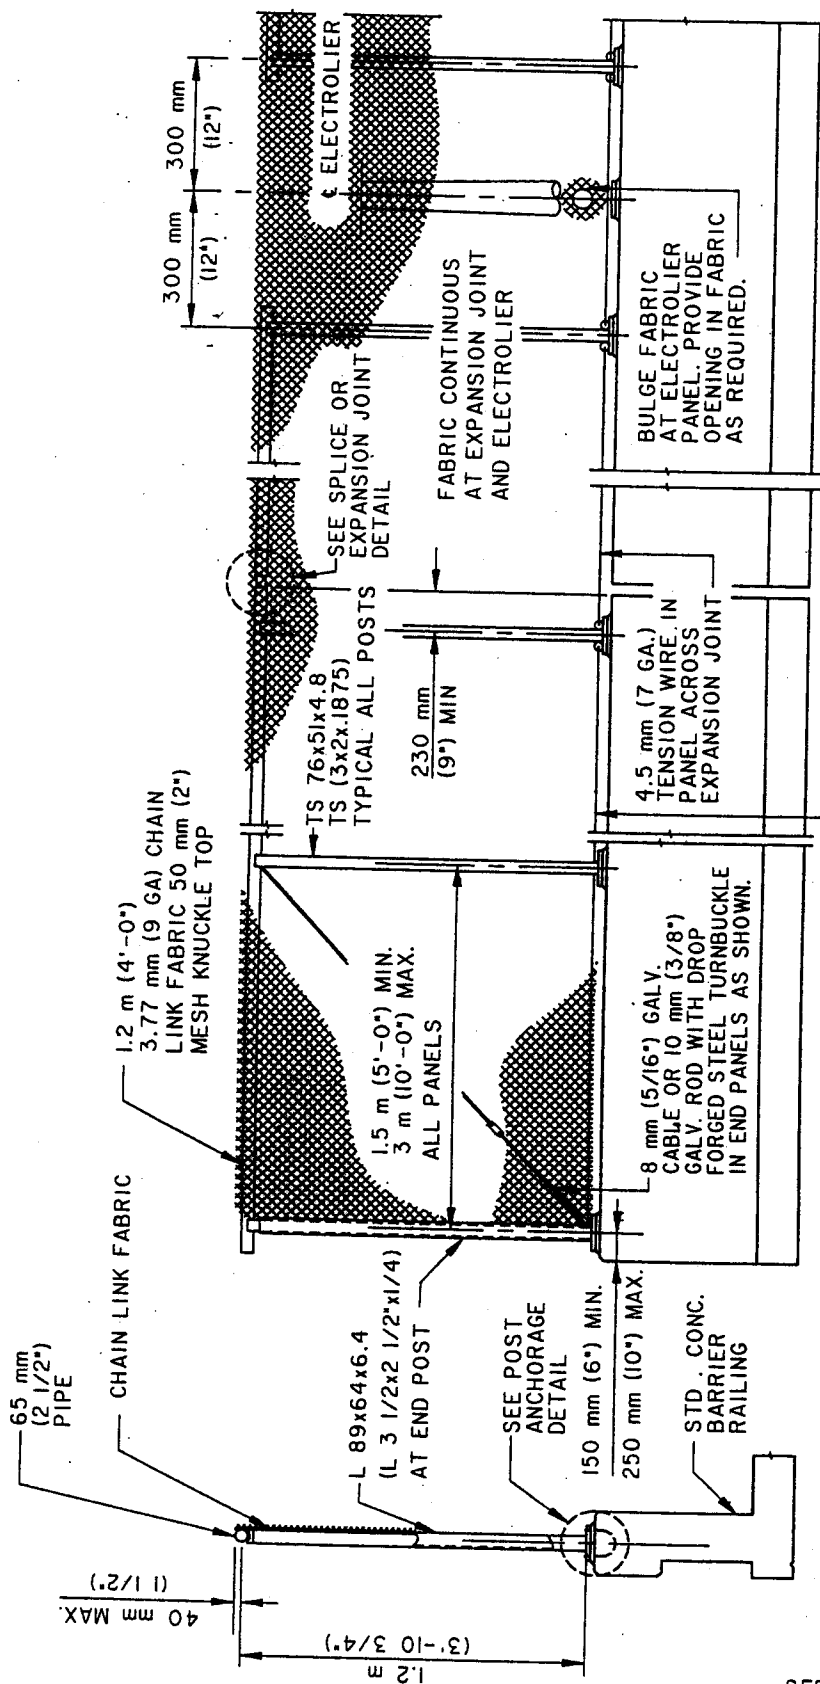 65 mm
(2 1/2")
PIPE
CHAIN LINK FABRIC
40 mm MAX.
(1 1/2")
1.2 m
(3'-10 3/4")
L 89x64x6.4
(L 3 1/2x2 1/2"x1/4)
AT END POST
SEE POST
ANCHORAGE
DETAIL
150 mm (6") MIN.
250 mm (10") MAX.
STD. CONC.
BARRIER
RAILING
1.2 m (4'-0")
3.77 mm (9 GA) CHAIN
LINK FABRIC 50 mm (2")
MESH KNUCKLE TOP
1.5 m (5'-0") MIN.
3 m (10'-0") MAX.
ALL PANELS
8 mm (5/16") GALV.
CABLE OR 10 mm (3/8")
GALV. ROD WITH DROP
FORGED STEEL TURNBUCKLE
IN END PANELS AS SHOWN.
TS 76x51x4.8
TS (3x2x.1875)
TYPICAL ALL POSTS
230 mm
(9") MIN
SEE SPLICE OR
EXPANSION JOINT
DETAIL
4.5 mm (7 GA.)
TENSION WIRE IN
PANEL ACROSS
EXPANSION JOINT
FABRIC CONTINUOUS
AT EXPANSION JOINT
AND ELECTROLIER
300 mm
(12")
300 mm
(12")
℄ ELECTROLIER
BULGE FABRIC
AT ELECTROLIER
PANEL. PROVIDE
OPENING IN FABRIC
AS REQUIRED.